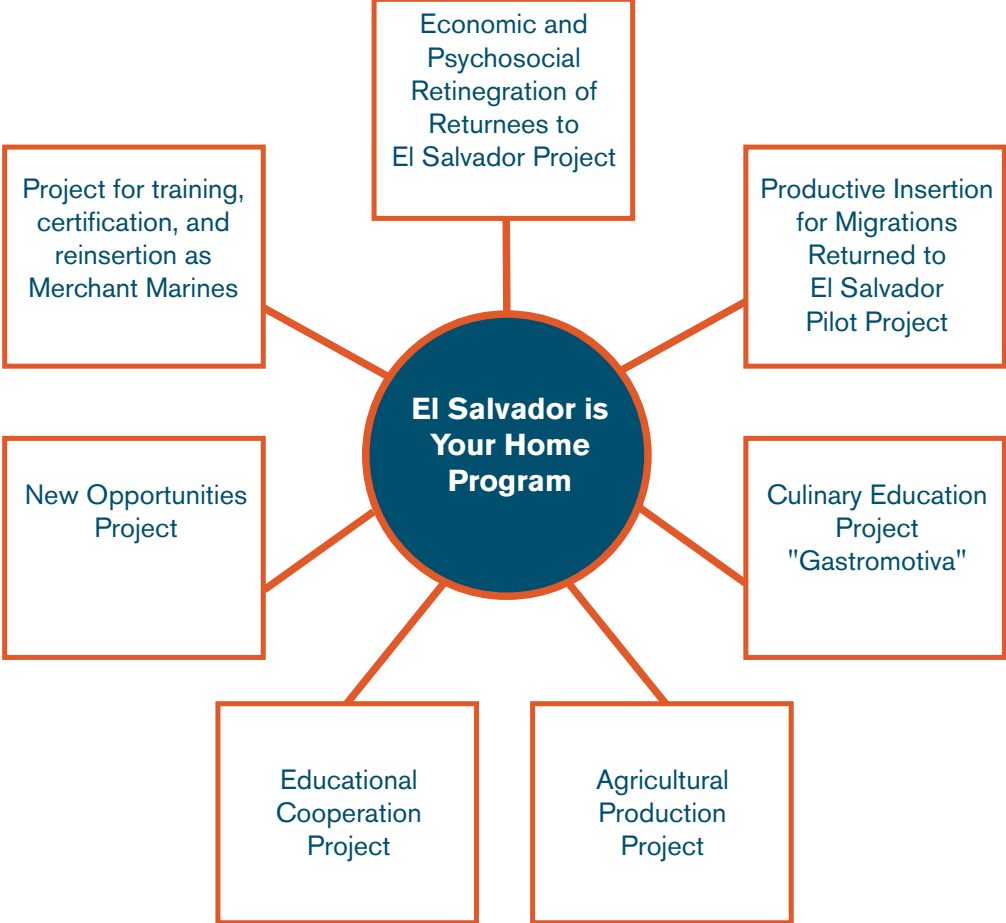 Economic and
Psychosocial
Retinegration of
Returnees to
El Salvador Project
Project for training,
certification, and
reinsertion as
Merchant Marines
Productive Insertion
for Migrations
Returned to
El Salvador
Pilot Project
El Salvador is
Your Home
Program
New Opportunities
Project
Culinary Education
Project
"Gastromotiva"
Educational
Cooperation
Project
Agricultural
Production
Project